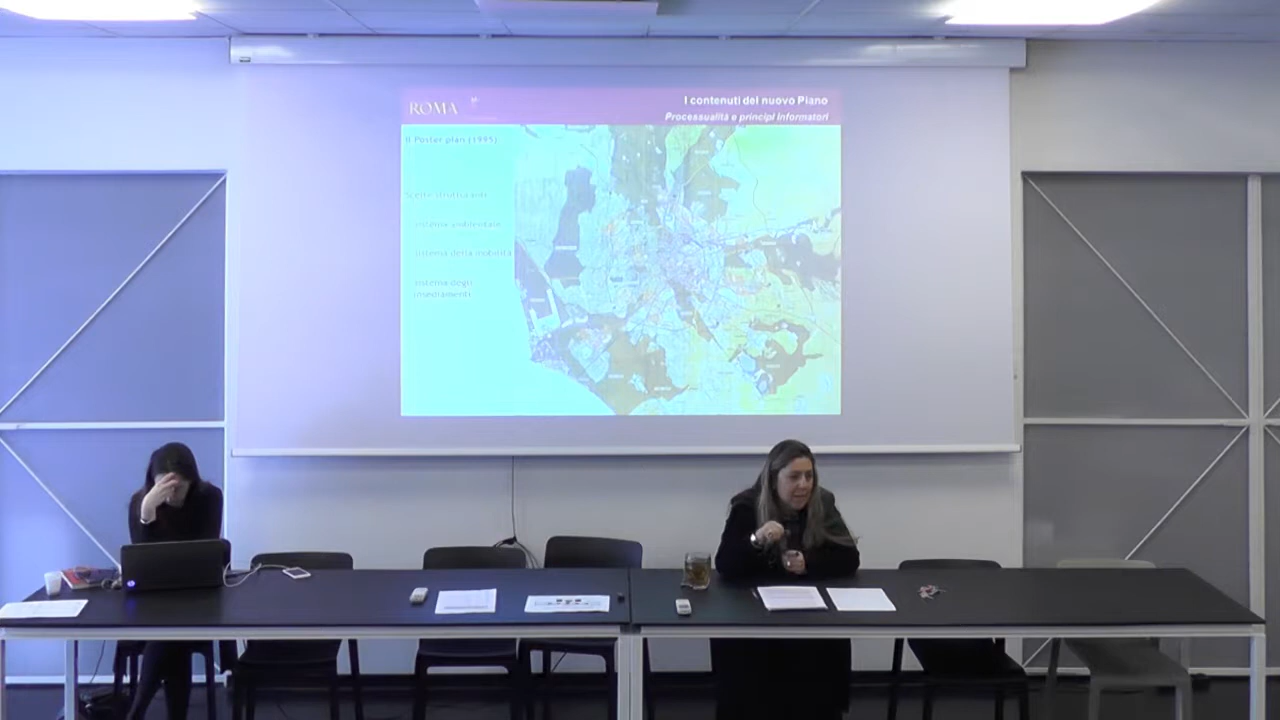 ROMA
I contenuti del nuovo Piano
Processualità e principi informatori
Il Poster plan (1995)
Scelte strutturanti
sistema ambientale
sistema della mobilità
sistema degli
insediamenti